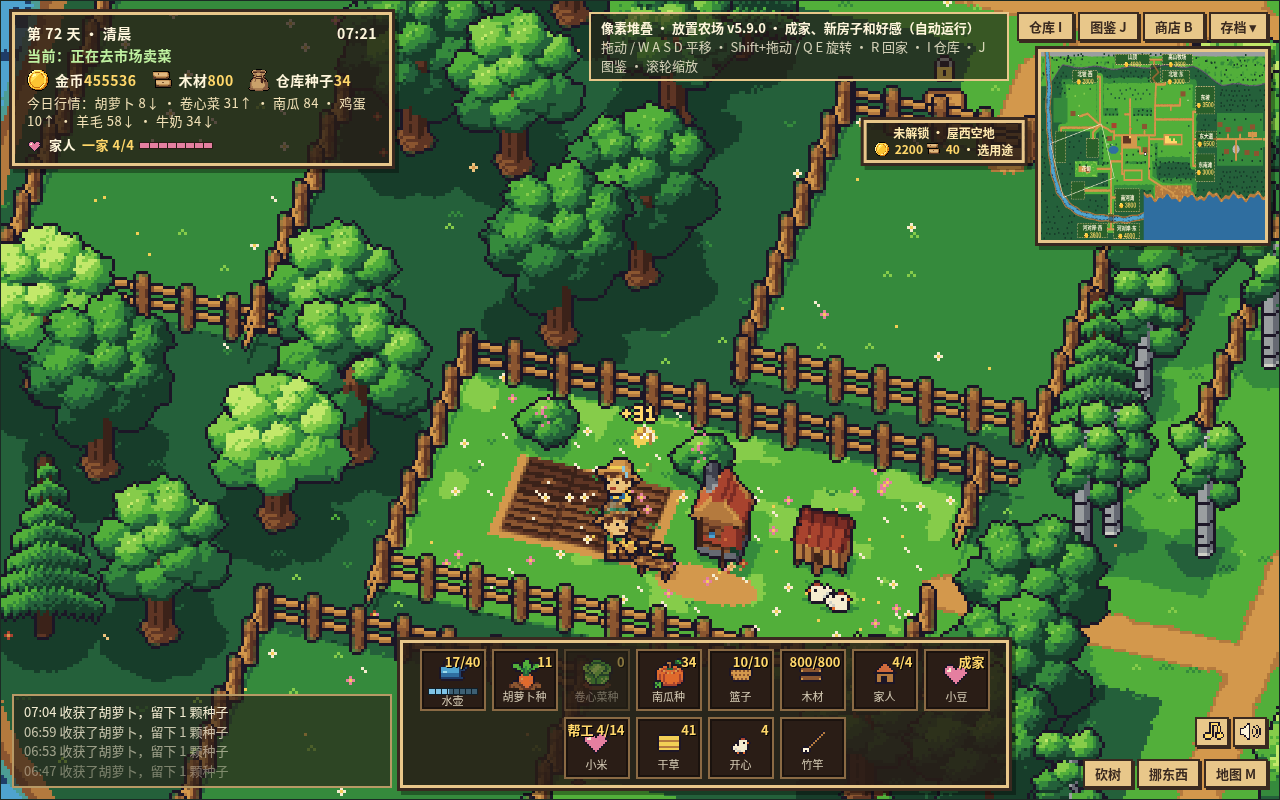 第 72 天 · 清晨 07:21
当前：正在去市场卖菜
金币455536 木材800 仓库种子34
今日行情：胡萝卜 8↓ · 卷心菜 31↑ · 南瓜 84 · 鸡蛋
10↑ · 羊毛 58↓ · 牛奶 34↓
家人 一家 4/4
像素堆叠 · 放置农场 v5.9.0 · 成家、新房子和好感（自动运行）
拖动 / W A S D 平移 · Shift+拖动 / Q E 旋转 · R 回家 · I 仓库 · J
图鉴 · 滚轮缩放
仓库 I
图鉴 J
商店 B
存档 ▾
未解锁 · 屋西空地
2200 40 · 选用途
+31
07:04 收获了胡萝卜，留下 1 颗种子
06:59 收获了胡萝卜，留下 1 颗种子
06:53 收获了胡萝卜，留下 1 颗种子
06:47 收获了胡萝卜，留下 1 颗种子
17/40 水壶
11 胡萝卜种
0 卷心菜种
34 南瓜种
10/10 篮子
800/800 木材
4/4 家人
成家 小豆
帮工 4/14 小米
41 干草
4 开心
竹竿
砍树
挪东西
地图 M